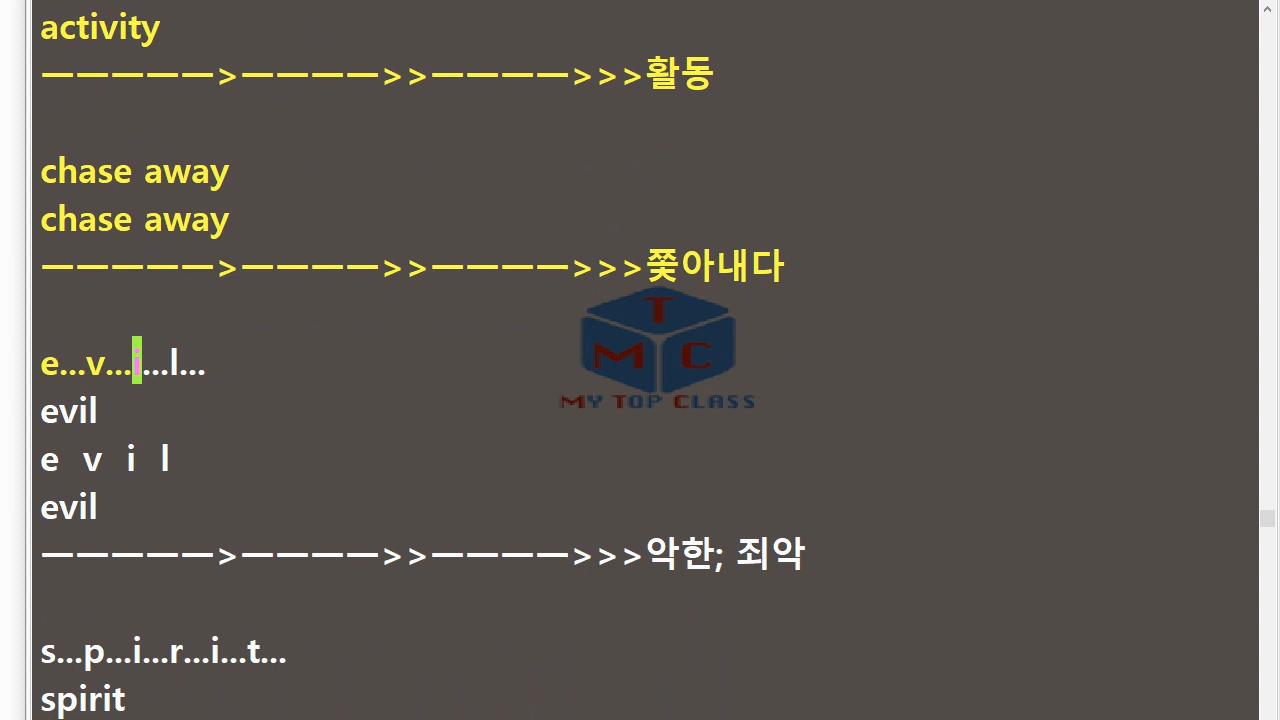 activity
ㅡㅡㅡㅡㅡ>ㅡㅡㅡㅡ>>ㅡㅡㅡㅡ>>>활동
chase away
chase away
ㅡㅡㅡㅡㅡ>ㅡㅡㅡㅡ>>ㅡㅡㅡㅡ>>>쫓아내다
T
M C
MY TOP CLASS
e...v...i...l...
evil
e v i l
evil
ㅡㅡㅡㅡㅡ>ㅡㅡㅡㅡ>>ㅡㅡㅡㅡ>>>악한; 죄악
s...p...i...r...i...t...
spirit